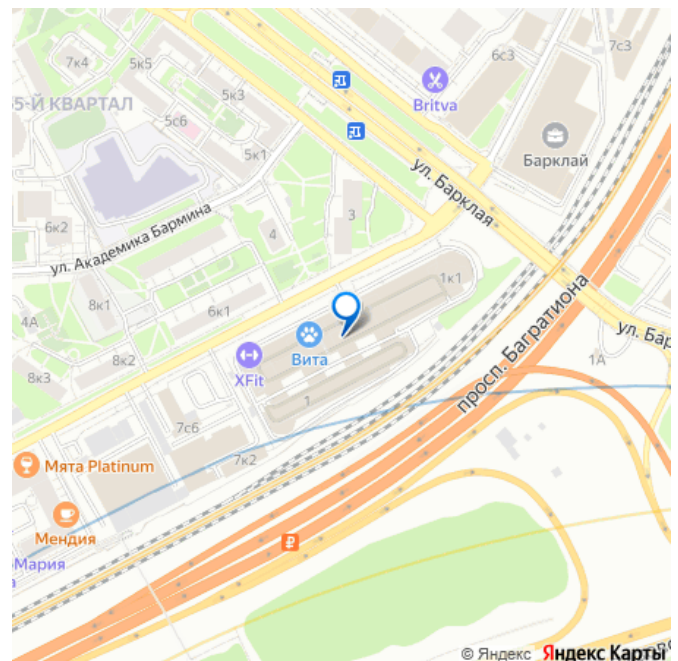 7к4
5к5
6с3
7с3
Britva
5-Й КВАРТАЛ
5к3
5с6
5к1
Барклай
ул. Барклая
6к2
ул. Академика Бармина
4
3
4А
8к1
6к1
1к1
просп. Багратиона
ул. Бар
8к2
Вита
XFit
1А
8к3
1
7с6
7к2
Мята Platinum
Мендия
Мария
а
₽
© Яндекс Яндекс Карты